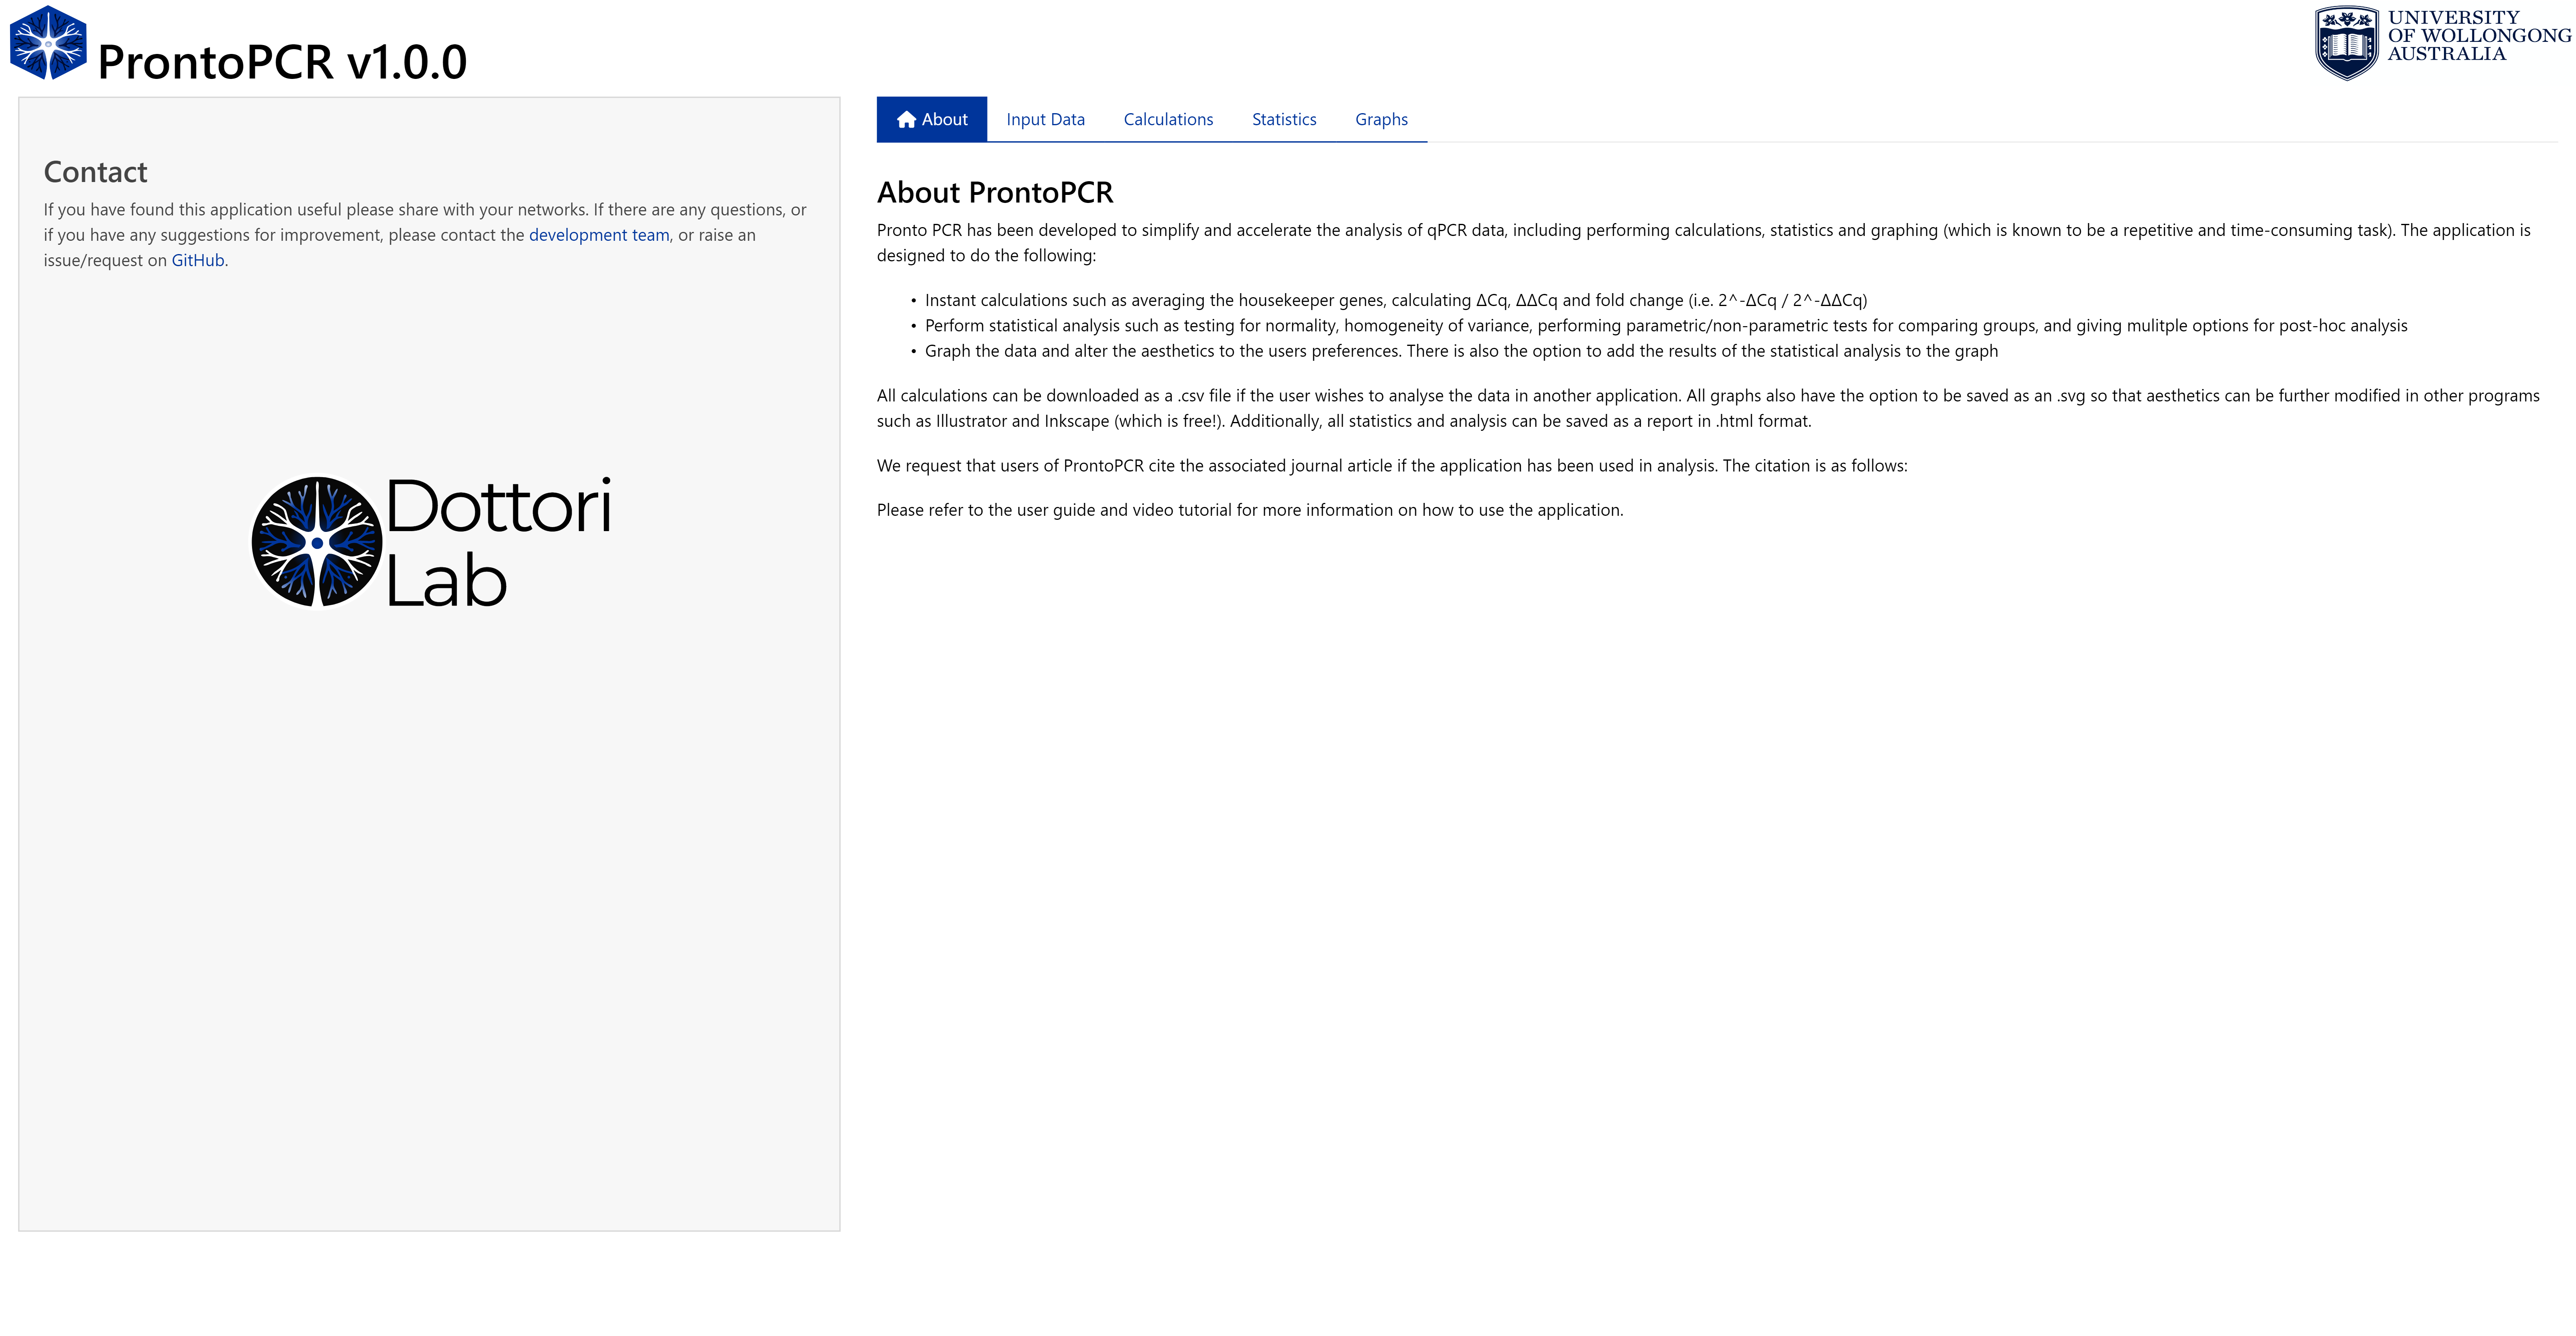 ProntoPCR v1.0.0
UNIVERSITY
OF WOLLONGONG
AUSTRALIA
Contact
If you have found this application useful please share with your networks. If there are any questions, or
if you have any suggestions for improvement, please contact the development team, or raise an
issue/request on GitHub.
Dottori
Lab
About
Input Data
Calculations
Statistics
Graphs
About ProntoPCR
Pronto PCR has been developed to simplify and accelerate the analysis of qPCR data, including performing calculations, statistics and graphing (which is known to be a repetitive and time-consuming task). The application is
designed to do the following:
• Instant calculations such as averaging the housekeeper genes, calculating ΔCq, ΔΔCq and fold change (i.e. 2^-ΔCq / 2^-ΔΔCq)
• Perform statistical analysis such as testing for normality, homogeneity of variance, performing parametric/non-parametric tests for comparing groups, and giving mulitple options for post-hoc analysis
• Graph the data and alter the aesthetics to the users preferences. There is also the option to add the results of the statistical analysis to the graph
All calculations can be downloaded as a .csv file if the user wishes to analyse the data in another application. All graphs also have the option to be saved as an .svg so that aesthetics can be further modified in other programs
such as Illustrator and Inkscape (which is free!). Additionally, all statistics and analysis can be saved as a report in .html format.
We request that users of ProntoPCR cite the associated journal article if the application has been used in analysis. The citation is as follows:
Please refer to the user guide and video tutorial for more information on how to use the application.